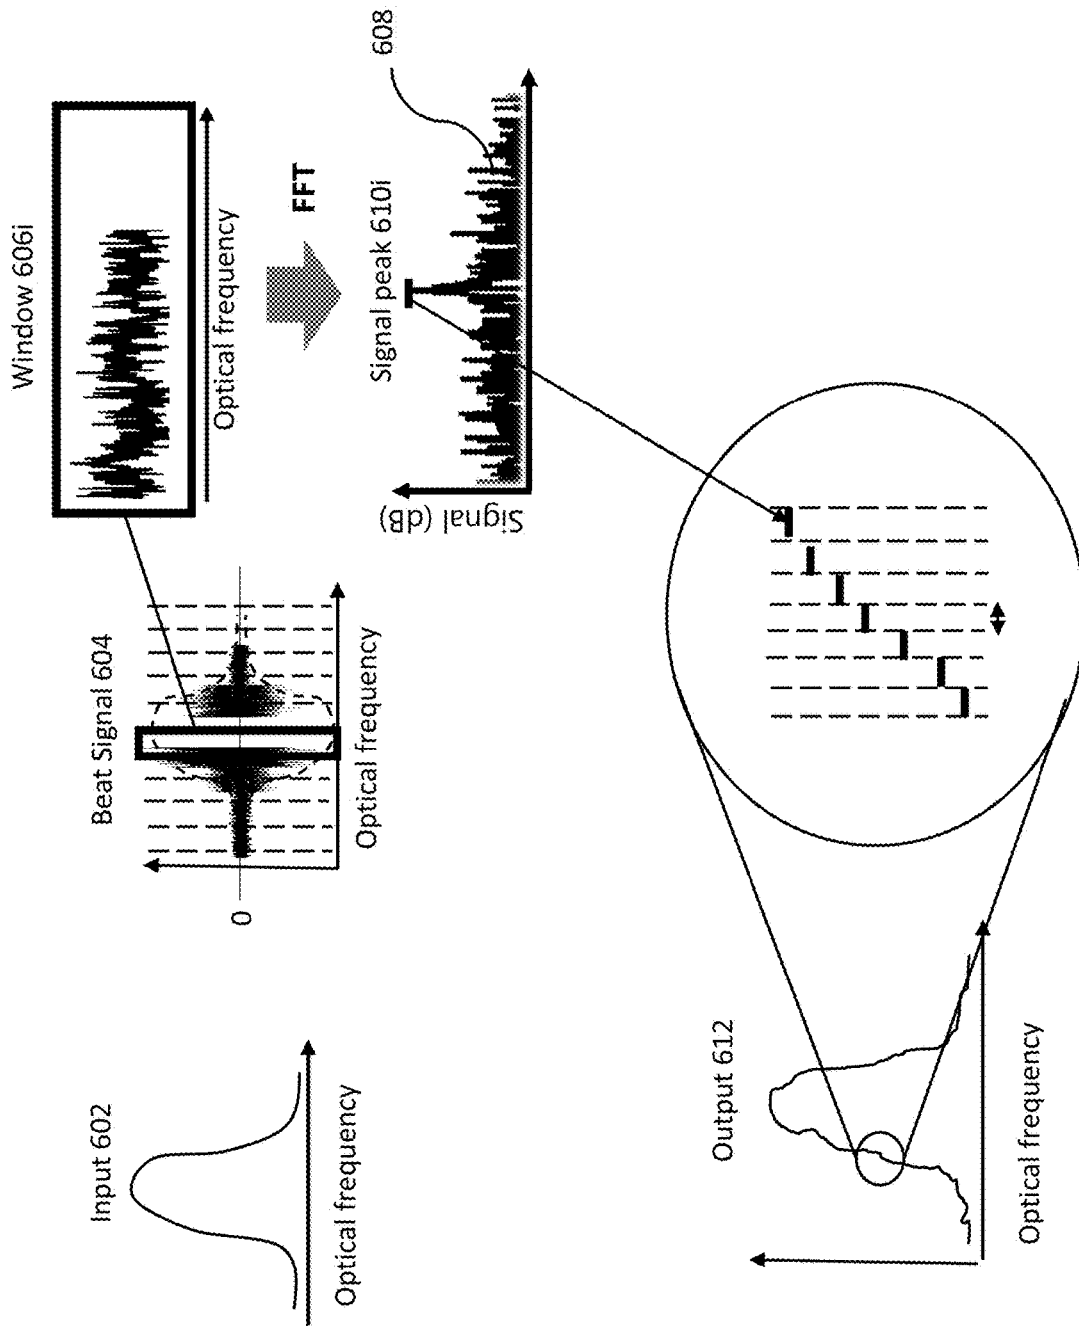 Input 602
Optical frequency
Beat Signal 604
0
Optical frequency
Window 606i
Optical frequency
FFT
Signal peak 610i
608
Signal (dB)
Output 612
Optical frequency